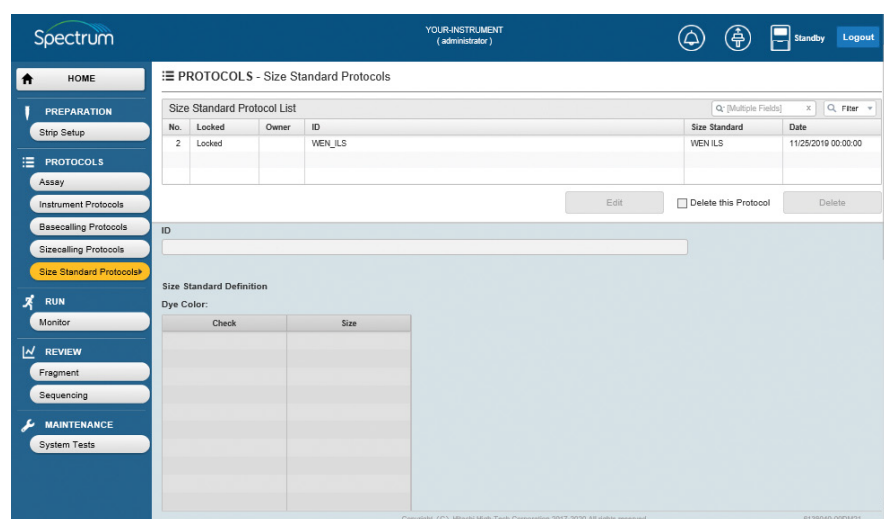 Spectrum
YOUR-INSTRUMENT
( administrator )
Standby
Logout
HOME
PREPARATION
Strip Setup
PROTOCOLS
Assay
Instrument Protocols
Basecalling Protocols
Sizecalling Protocols
Size Standard Protocols
RUN
Monitor
REVIEW
Fragment
Sequencing
MAINTENANCE
System Tests
PROTOCOLS - Size Standard Protocols
Size Standard Protocol List
[Multiple Fields] x
Filter
No. Locked Owner ID Size Standard Date
2 Locked WEN_ILS WEN ILS 11/25/2019 00:00:00
Edit
Delete this Protocol
Delete
ID
Size Standard Definition
Dye Color:
Check Size